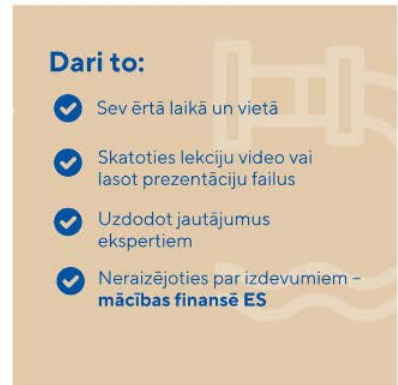 Dari to:
Sev ērtā laikā un vietā
Skatoties lekciju video vai
lasot prezentāciju failus
Uzdodot jautājumus
ekspertiem
Neraizējoties par izdevumiem –
mācības finansē ES